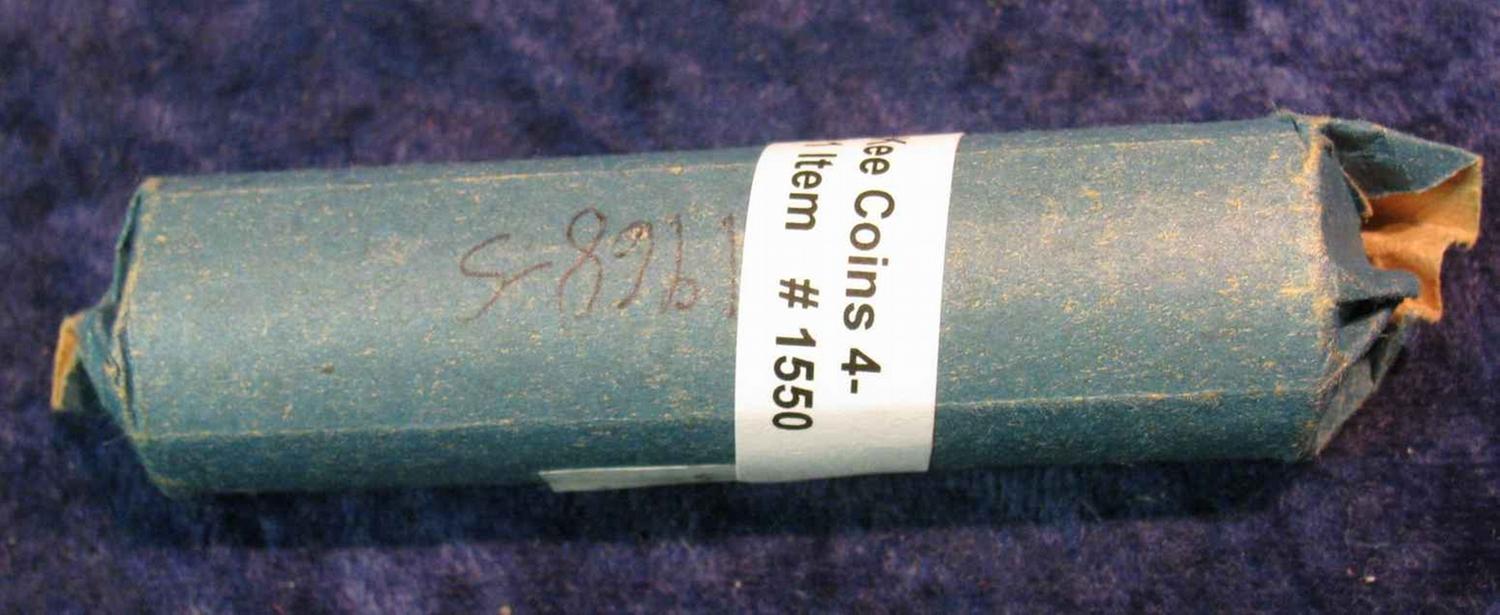 Coins 4-
Item # 1550
1968-S